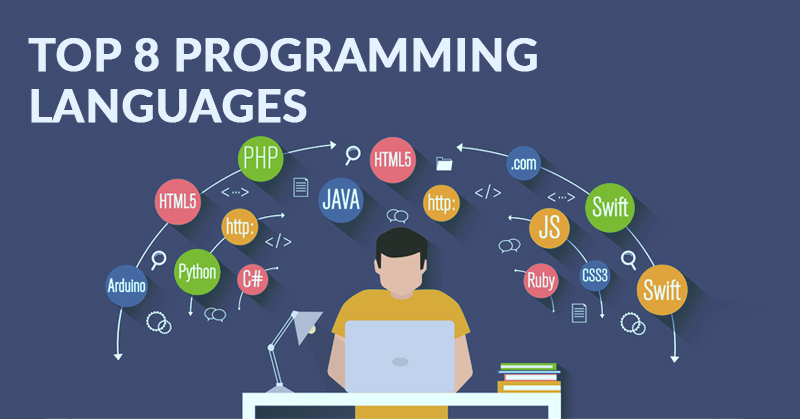 TOP 8 PROGRAMMING
LANGUAGES
PHP
HTML5
.com
HTML5
JAVA
http:
Swift
http:
JS
Arduino
Python
C#
Ruby
CSS3
Swift